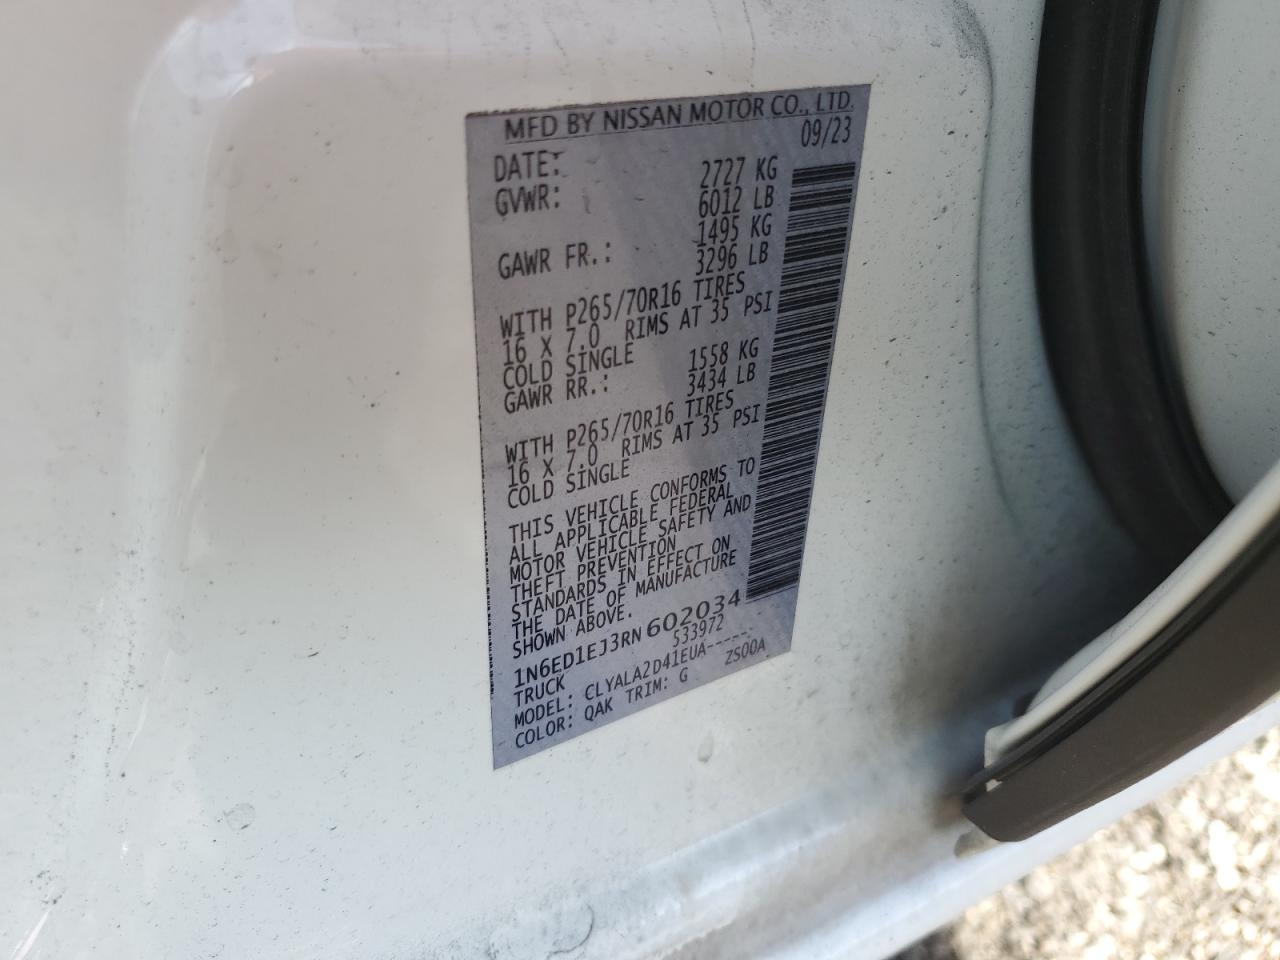 MFD BY NISSAN MOTOR CO., LTD.
DATE: 09/23
GVWR: 2727 KG
6012 LB
GAWR FR.: 1495 KG
3296 LB
WITH P265/70R16 TIRES
16 X 7.0 RIMS AT 35 PSI
COLD SINGLE
GAWR RR.: 1558 KG
3434 LB
WITH P265/70R16 TIRES
16 X 7.0 RIMS AT 35 PSI
COLD SINGLE
THIS VEHICLE CONFORMS TO
ALL APPLICABLE FEDERAL
MOTOR VEHICLE SAFETY AND
THEFT PREVENTION
STANDARDS IN EFFECT ON
THE DATE OF MANUFACTURE
SHOWN ABOVE.
1N6ED1EJ3RN602034
TRUCK 533972
MODEL: CLYALA2D41EUA------
COLOR: QAK TRIM: G ZS00A